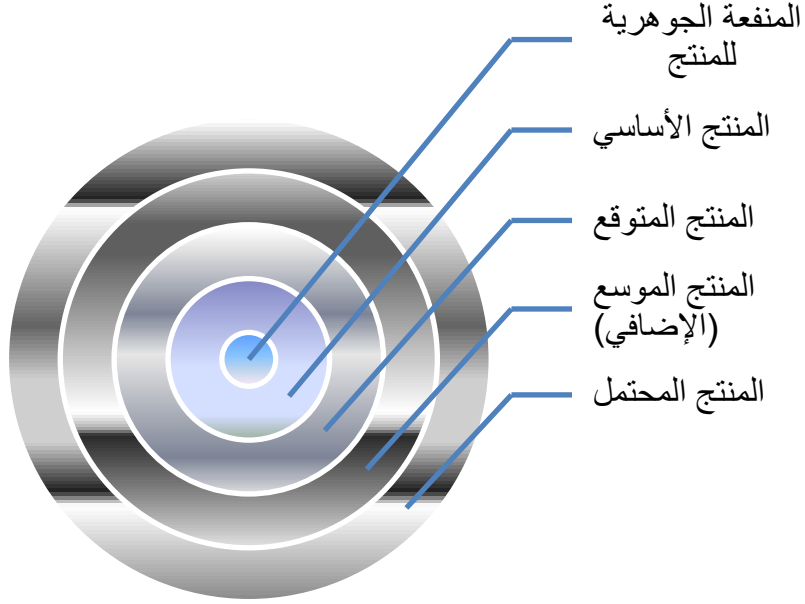 المنفعة الجوهرية
للمنتج
المنتج الأساسي
المنتج المتوقع
المنتج الموسع
(الإضافي)
المنتج المحتمل